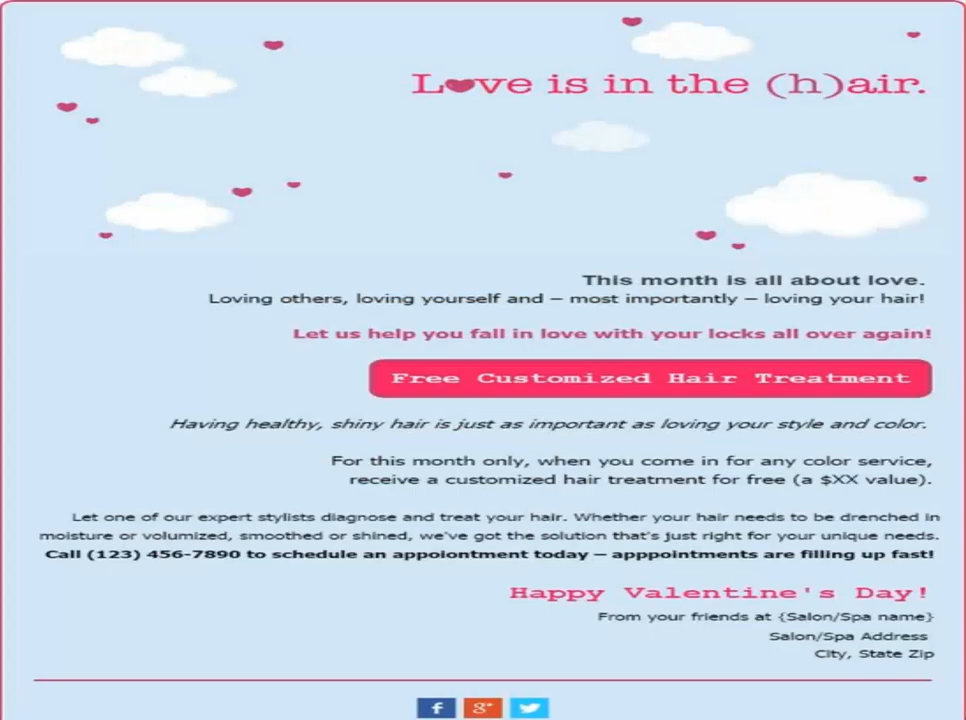 Love is in the (h)air.
This month is all about love.
Loving others, loving yourself and – most importantly – loving your hair!
Let us help you fall in love with your locks all over again!
Free Customized Hair Treatment
Having healthy, shiny hair is just as important as loving your style and color.
For this month only, when you come in for any color service,
receive a customized hair treatment for free (a $XX value).
Let one of our expert stylists diagnose and treat your hair. Whether your hair needs to be drenched in
moisture or volumized, smoothed or shined, we've got the solution that's just right for your unique needs.
Call (123) 456-7890 to schedule an appoiontment today – apppointments are filling up fast!
Happy Valentine's Day!
From your friends at {Salon/Spa name}
Salon/Spa Address
City, State Zip
f g+